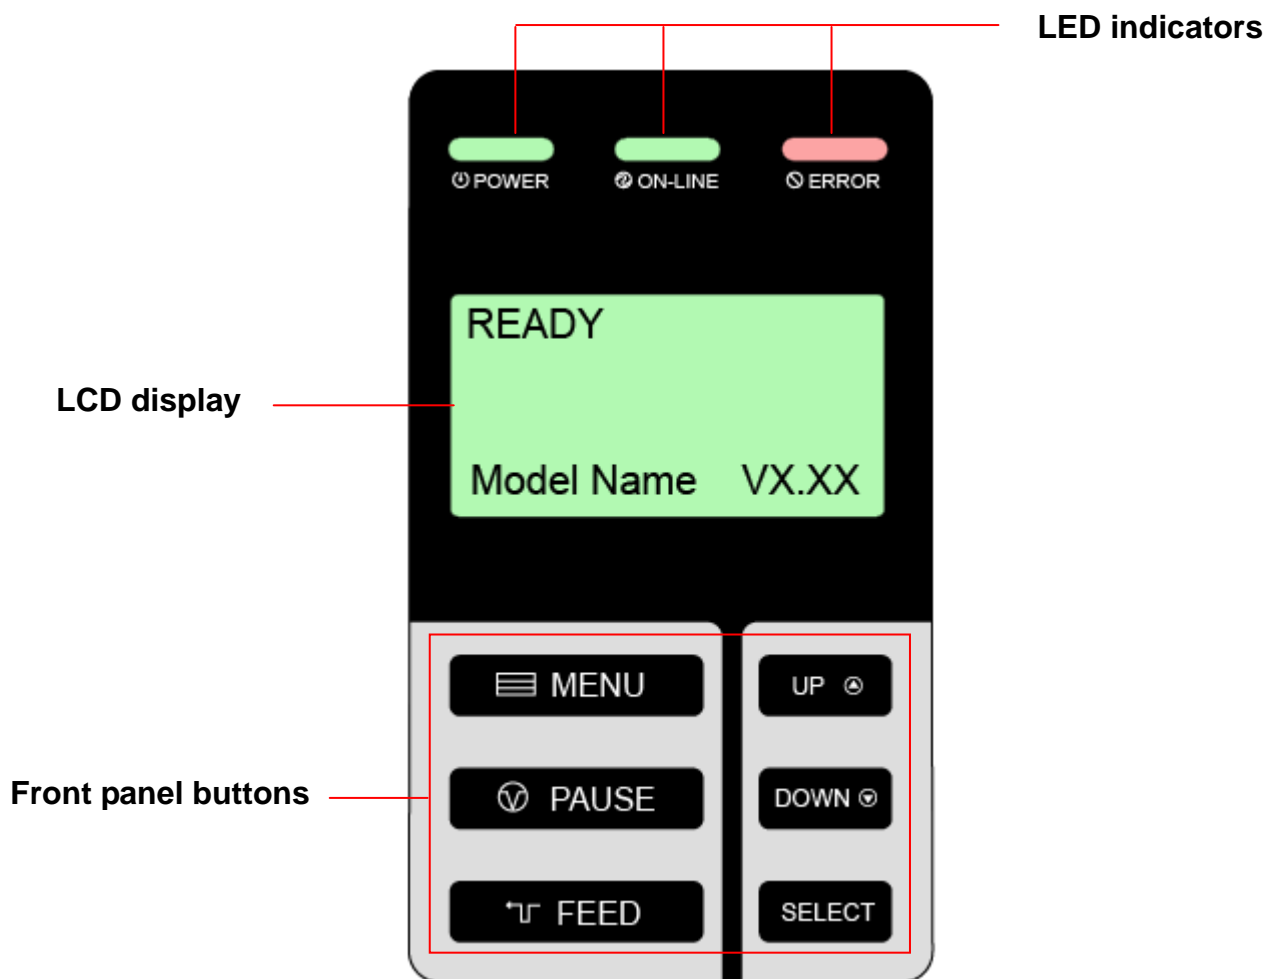 LED indicators
POWER
ON-LINE
ERROR
READY
LCD display
Model Name VX.XX
MENU
UP
Front panel buttons
PAUSE
DOWN
FEED
SELECT